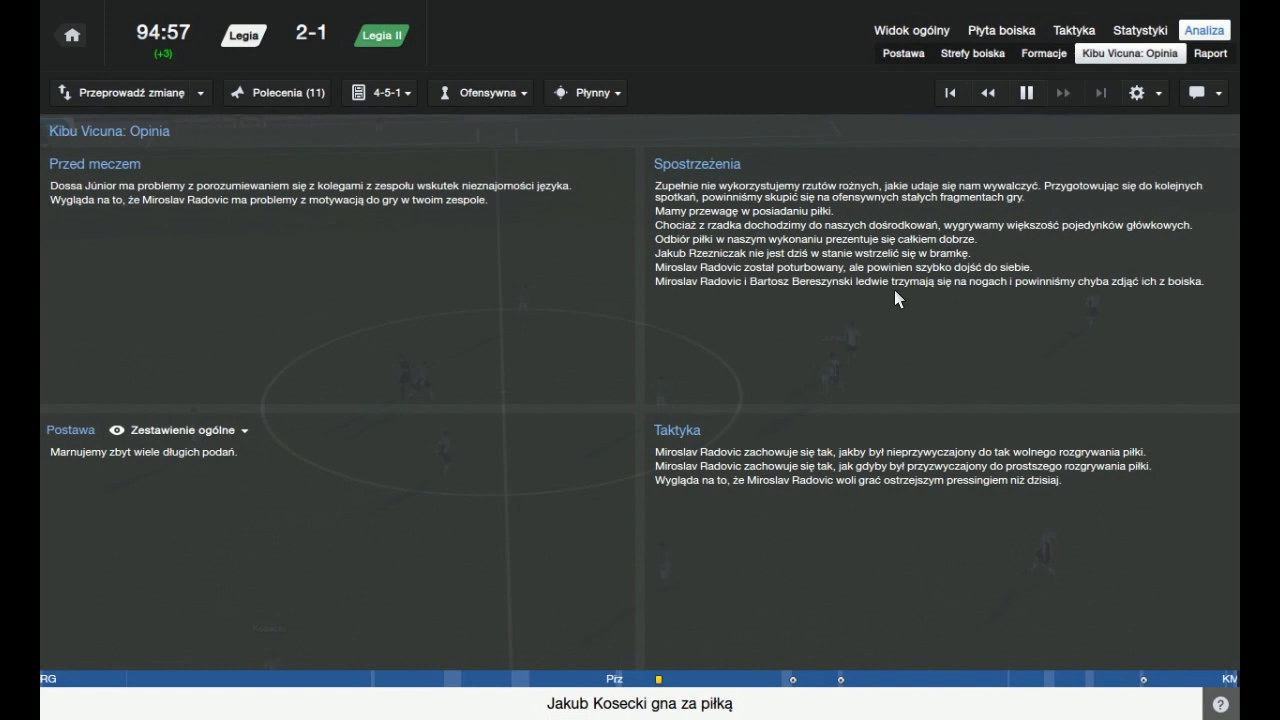 94:57
(+3)
Legia
2-1
Legia II
Widok ogólny
Płyta boiska
Taktyka
Statystyki
Analiza
Postawa
Strefy boiska
Formacje
Kibu Vicuna: Opinia
Raport
Przeprowadź zmianę
Polecenia (11)
4-5-1
Ofensywna
Płynny
Kibu Vicuna: Opinia
Przed meczem
Dossa Júnior ma problemy z porozumiewaniem się z kolegami z zespołu wskutek nieznajomości języka.
Wygląda na to, że Miroslav Radovic ma problemy z motywacją do gry w twoim zespole.
Spostrzeżenia
Zupełnie nie wykorzystujemy rzutów rożnych, jakie udaje się nam wywalczyć. Przygotowując się do kolejnych
spotkań, powinniśmy skupić się na ofensywnych stałych fragmentach gry.
Mamy przewagę w posiadaniu piłki.
Chociaż z rzadka dochodzimy do naszych dośrodkowań, wygrywamy większość pojedynków główkowych.
Odbiór piłki w naszym wykonaniu prezentuje się całkiem dobrze.
Jakub Rzezniczak nie jest dziś w stanie wstrzelić się w bramkę.
Miroslav Radovic został poturbowany, ale powinien szybko dojść do siebie.
Miroslav Radovic i Bartosz Bereszynski ledwie trzymają się na nogach i powinniśmy chyba zdjąć ich z boiska.
Postawa
Zestawienie ogólne
Marnujemy zbyt wiele długich podań.
Taktyka
Miroslav Radovic zachowuje się tak, jakby był nieprzywyczajony do tak wolnego rozgrywania piłki.
Miroslav Radovic zachowuje się tak, jak gdyby był przyzwyczajony do prostszego rozgrywania piłki.
Wygląda na to, że Miroslav Radovic woli grać ostrzejszym pressingiem niż dzisiaj.
RG
Prz
KM
Jakub Kosecki gna za piłką
?